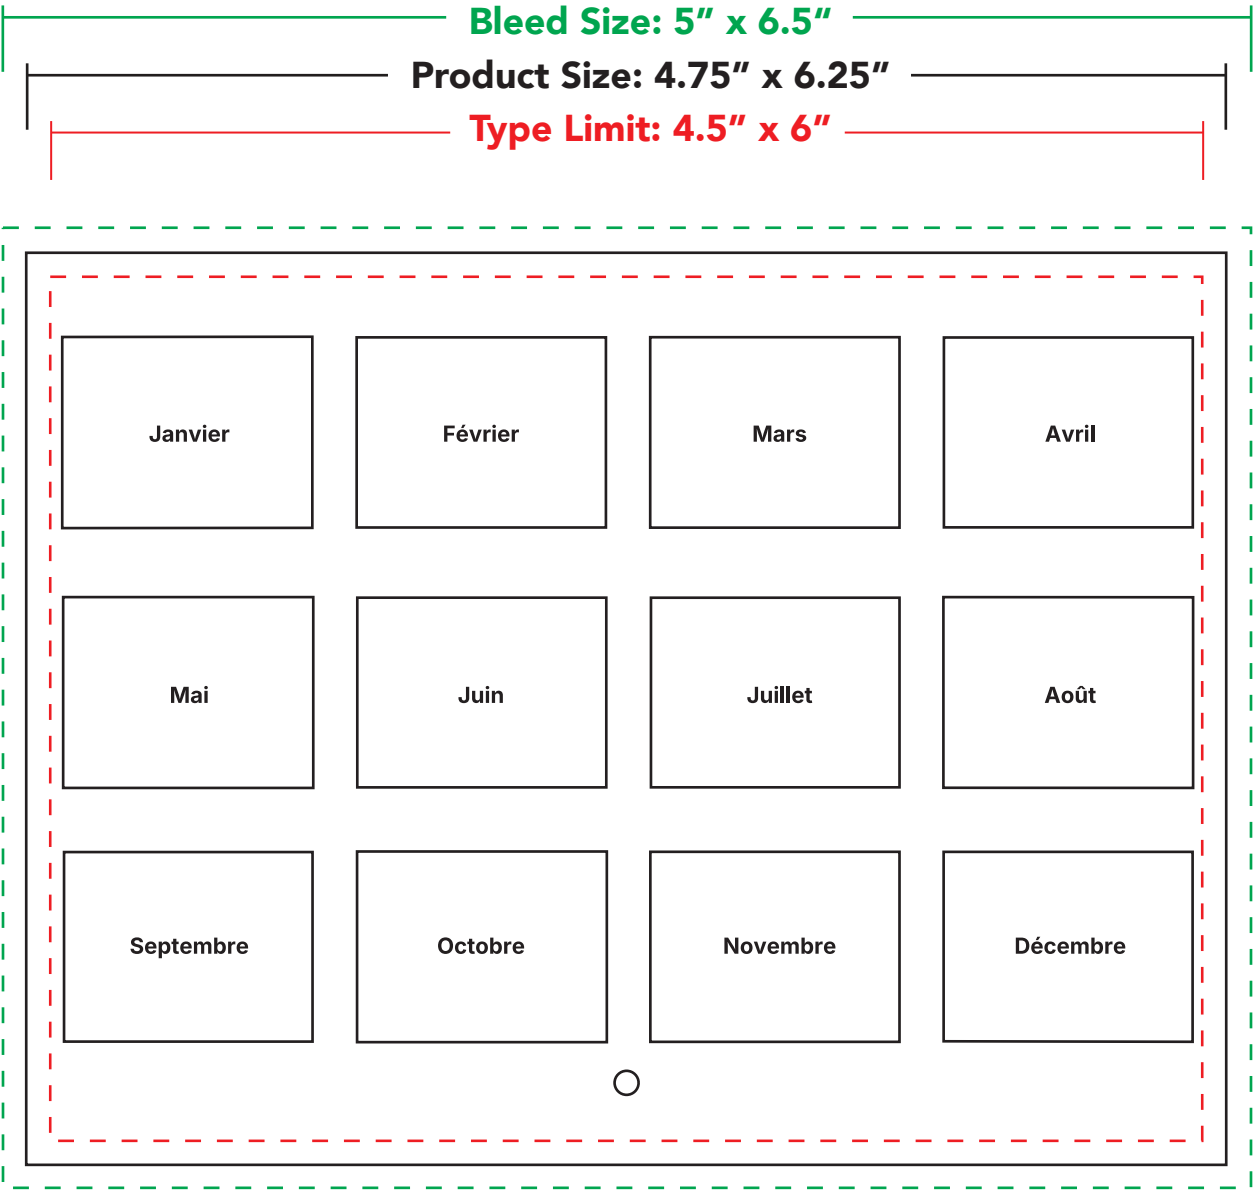 Bleed Size: 5” x 6.5”
Product Size: 4.75” x 6.25”
Type Limit: 4.5” x 6”
Janvier Février Mars Avril
Mai Juin Juillet Août
Septembre Octobre Novembre Décembre